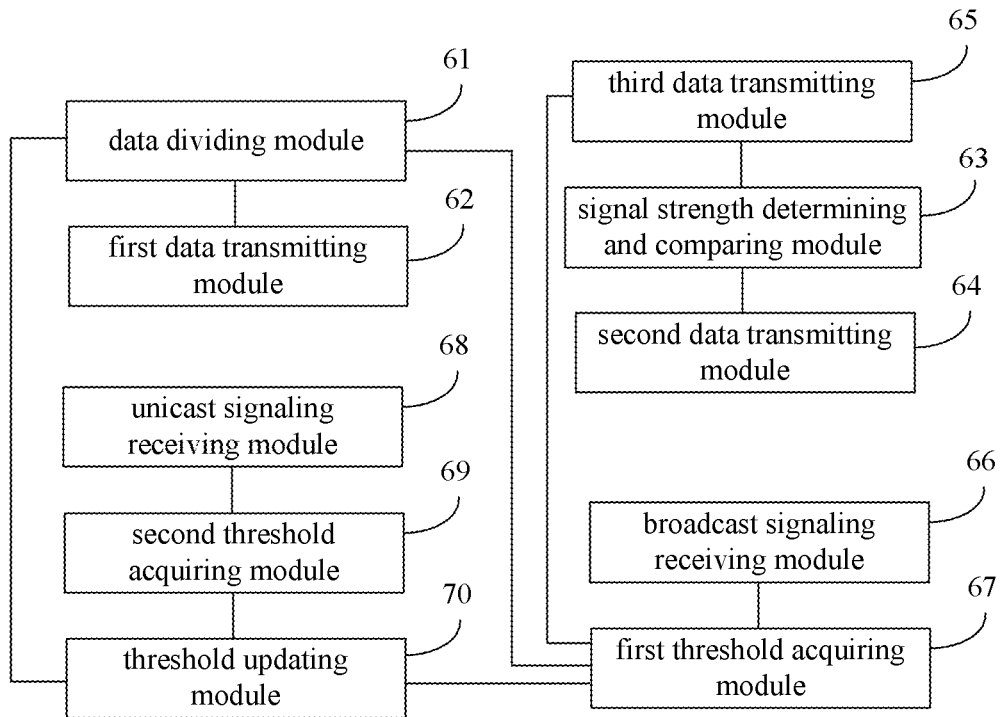 61
data dividing module
62
first data transmitting
module
68
unicast signaling
receiving module
69
second threshold
acquiring module
70
threshold updating
module
65
third data transmitting
module
63
signal strength determining
and comparing module
64
second data transmitting
module
66
broadcast signaling
receiving module
67
first threshold acquiring
module